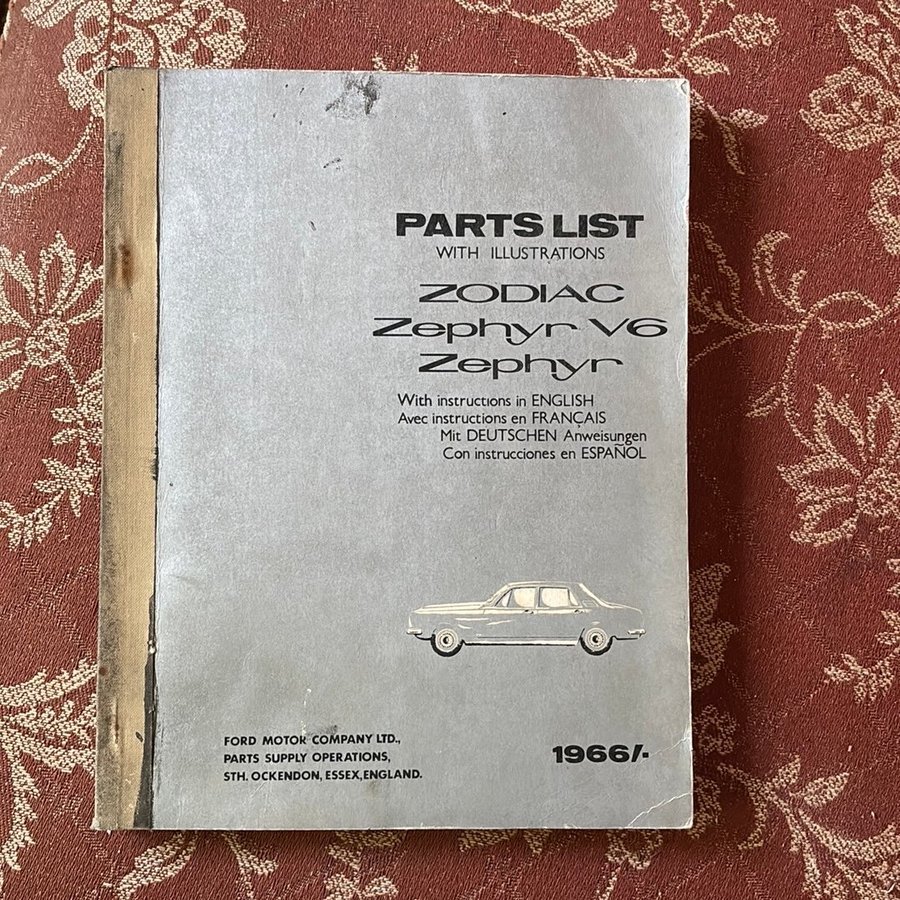 PARTS LIST
WITH ILLUSTRATIONS
ZODIAC
Zephyr V6
Zephyr
With instructions in ENGLISH
Avec instructions en FRANÇAIS
Mit DEUTSCHEN Anweisungen
Con instrucciones en ESPAÑOL
FORD MOTOR COMPANY LTD.,
PARTS SUPPLY OPERATIONS,
STH. OCKENDON, ESSEX, ENGLAND.
1966/-